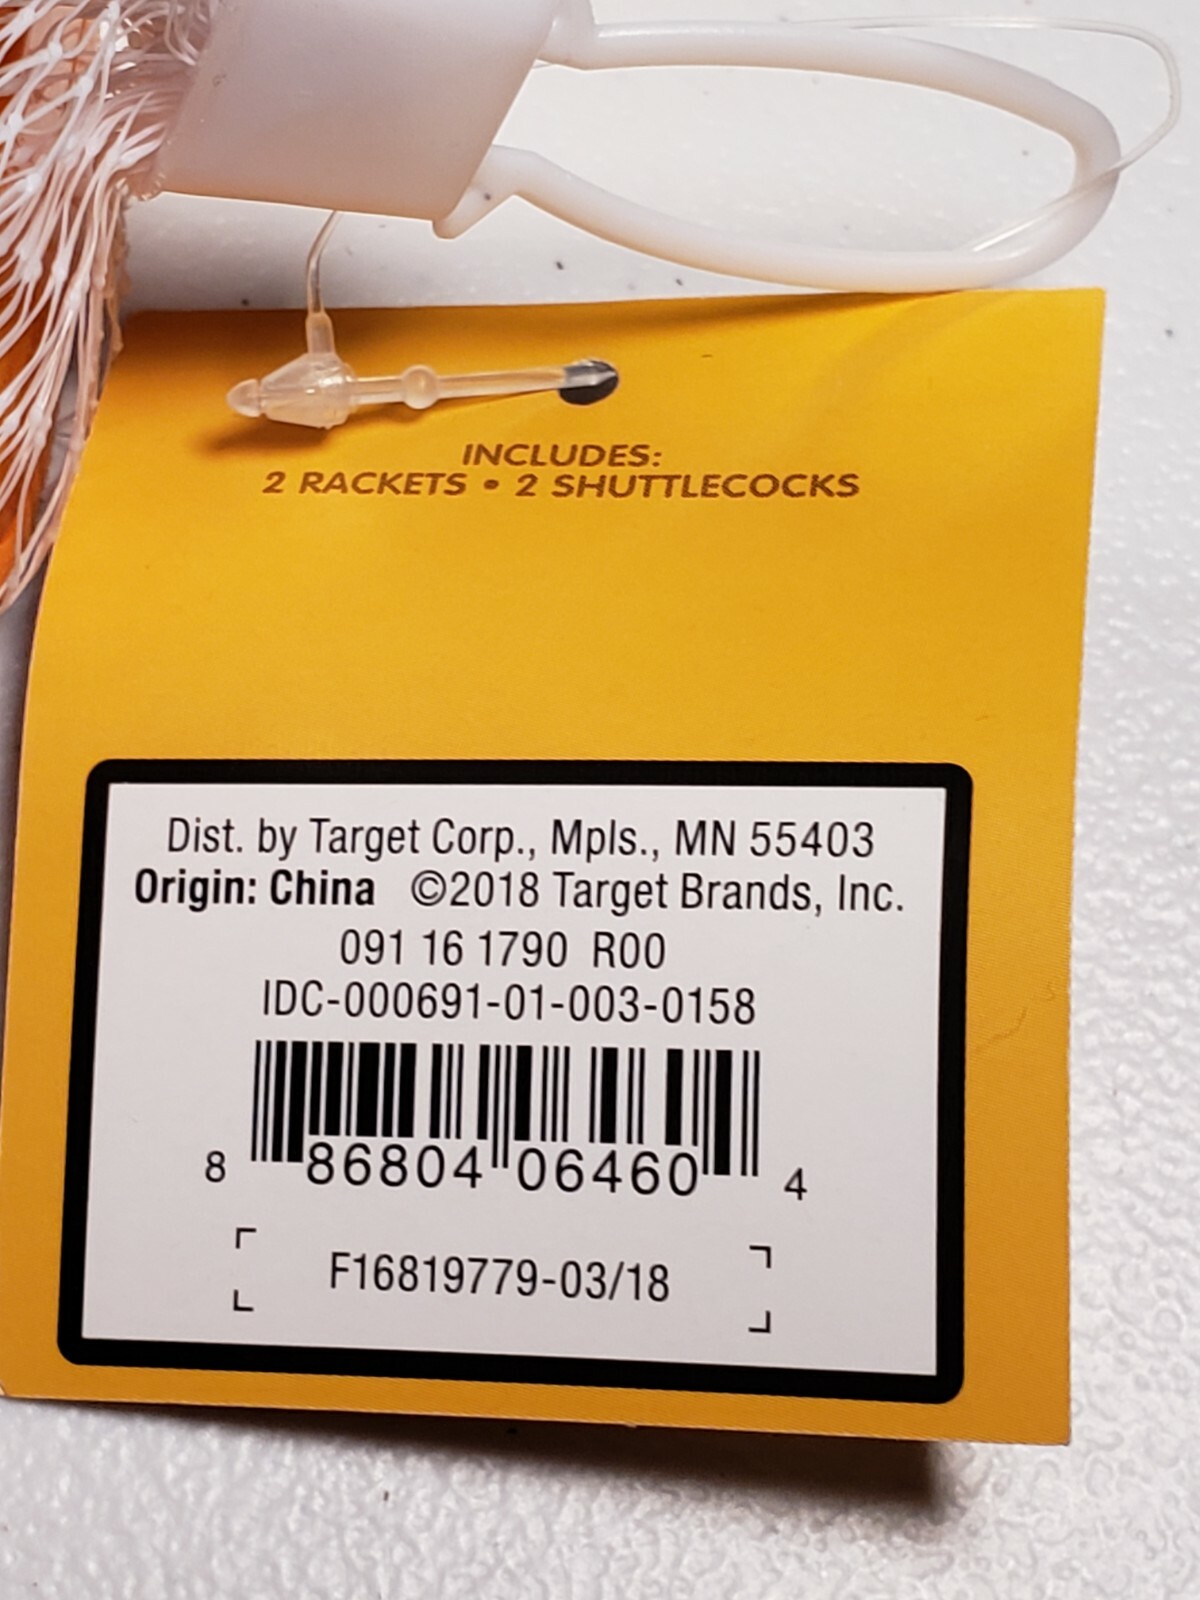 INCLUDES:
2 RACKETS • 2 SHUTTLECOCKS
Dist. by Target Corp., Mpls., MN 55403
Origin: China ©2018 Target Brands, Inc.
091 16 1790 R00
IDC-000691-01-003-0158
8 86804 06460 4
F16819779-03/18